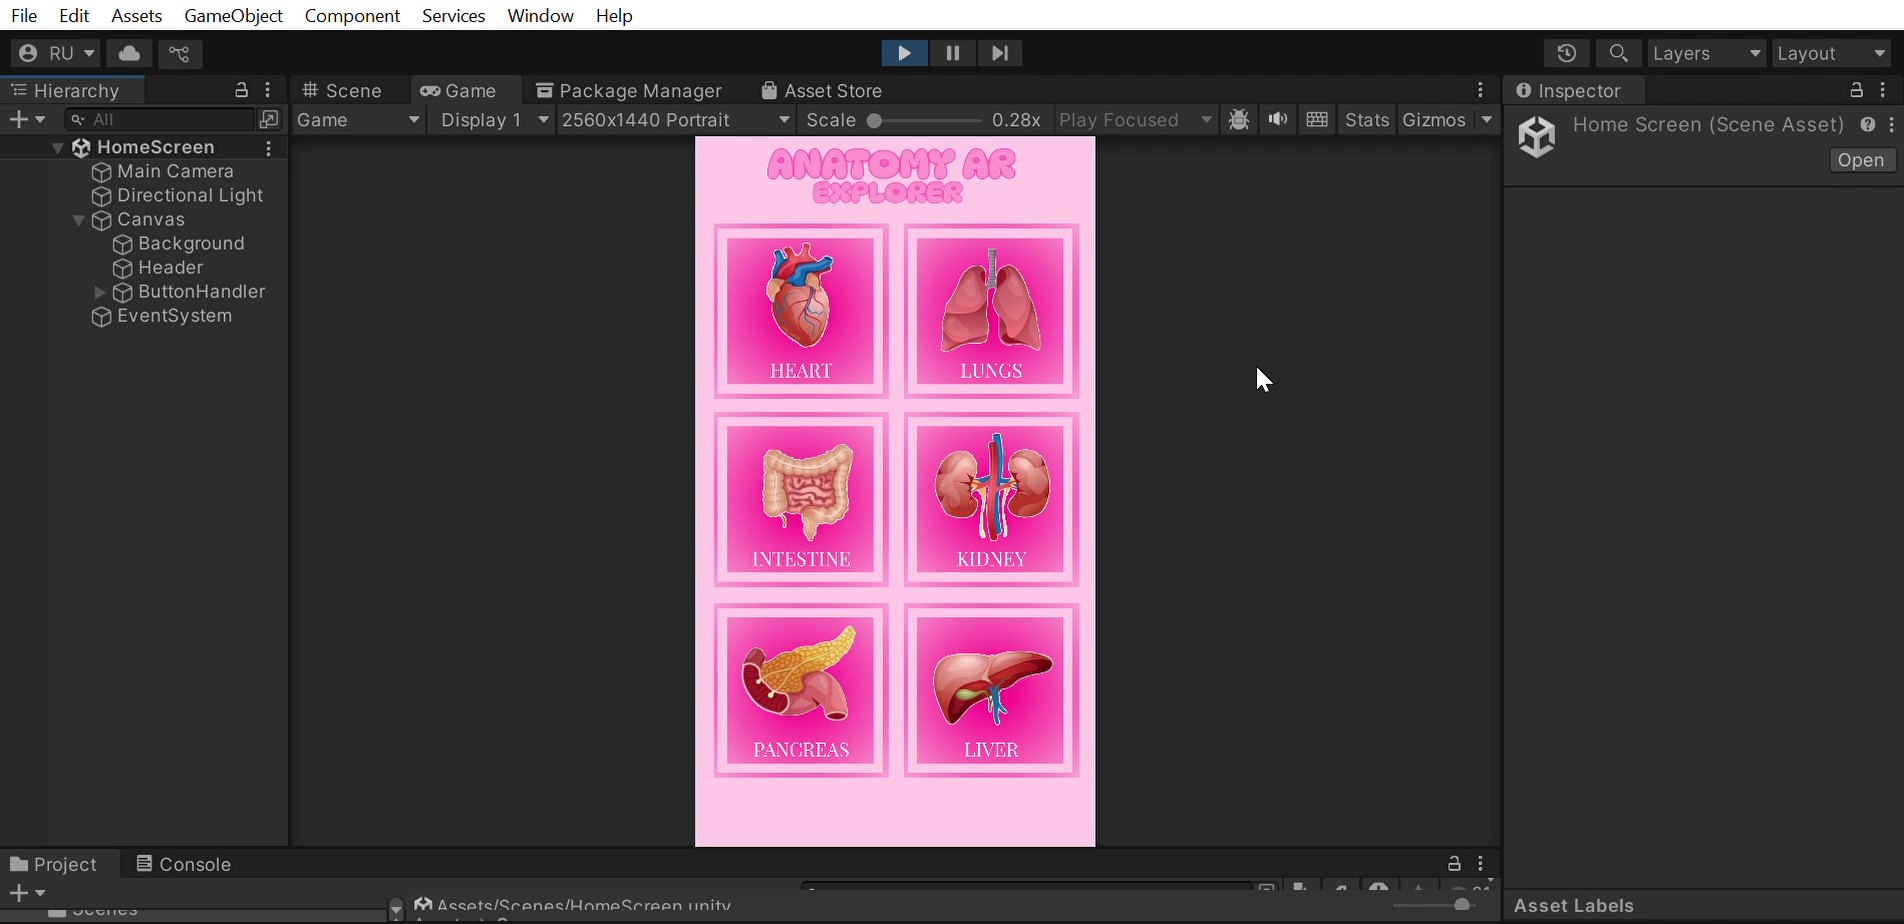 File Edit Assets GameObject Component Services Window Help
RU Layers Layout
Hierarchy Scene Game Package Manager Asset Store Inspector
All Game Display 1 2560x1440 Portrait Scale 0.28x Play Focused Stats Gizmos
Home Screen (Scene Asset)
Open
HomeScreen
Main Camera
Directional Light
Canvas
Background
Header
ButtonHandler
EventSystem
ANATOMY AR
EXPLORER
HEART LUNGS
INTESTINE KIDNEY
PANCREAS LIVER
Project Console
Scenes Assets/Scenes/HomeScreen.unity
Asset Labels